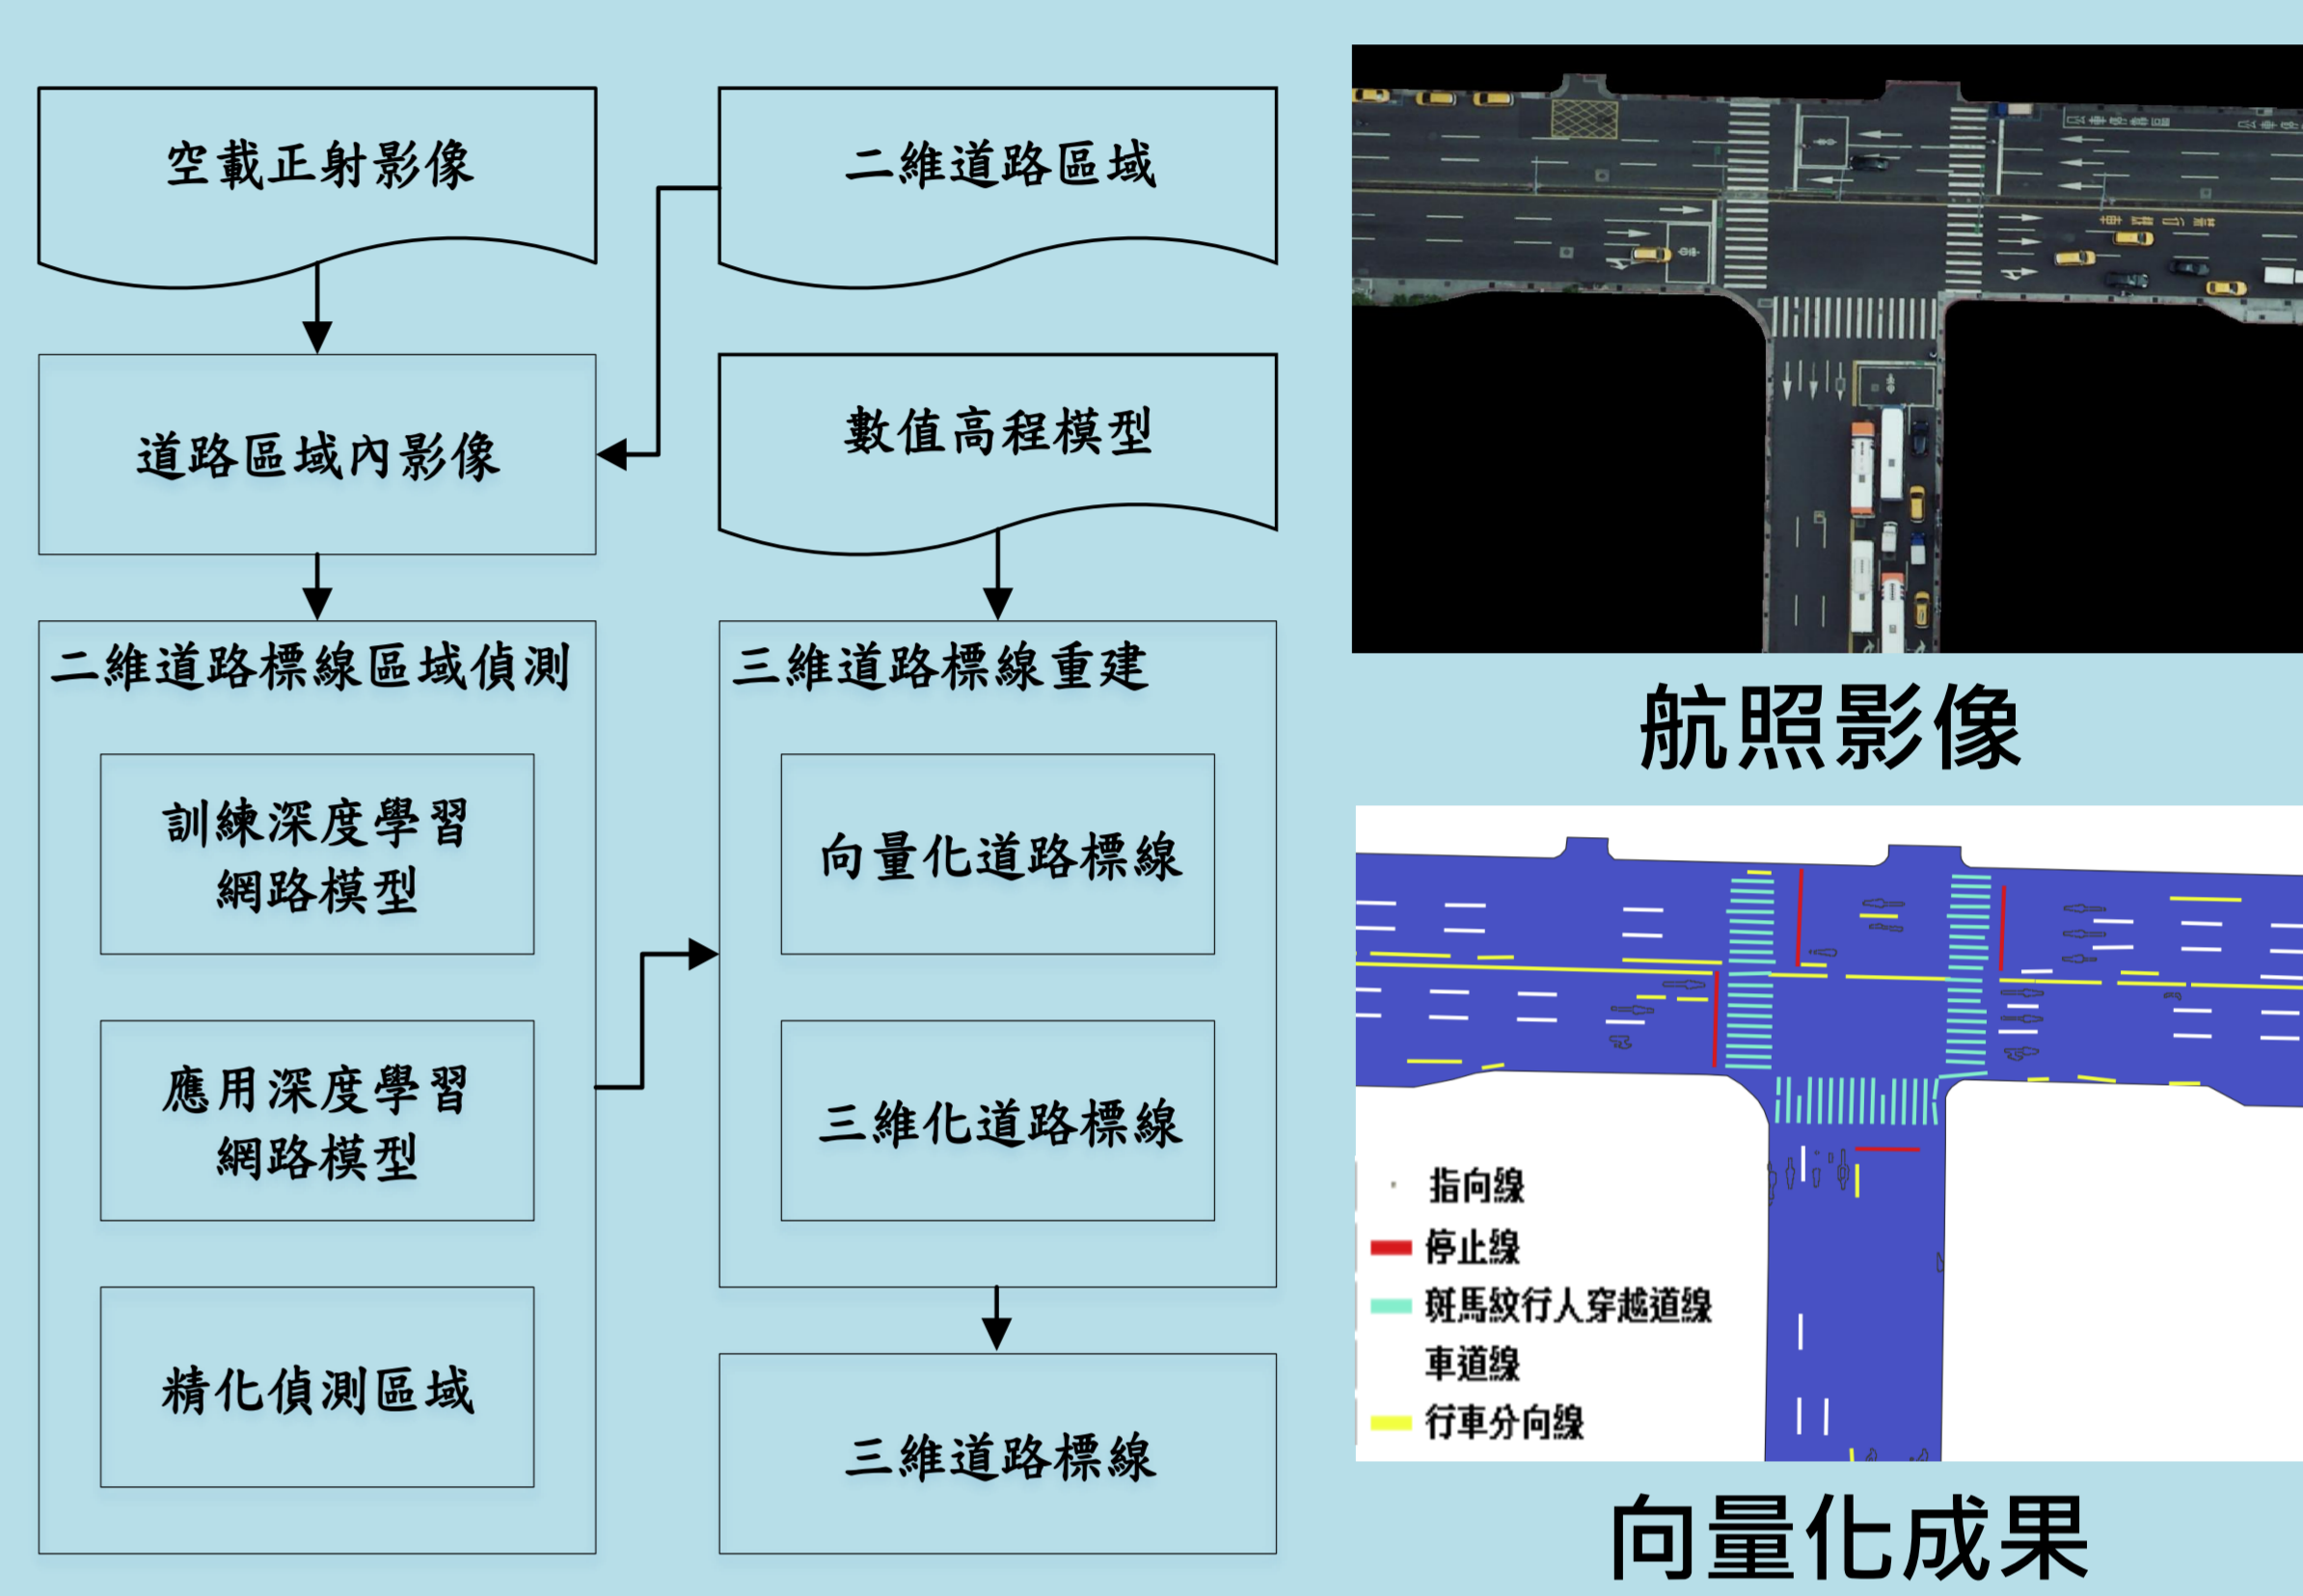 空載正射影像
二維道路區域
道路區域內影像
數值高程模型
二維道路標線區域偵測
訓練深度學習
網路模型
應用深度學習
網路模型
精化偵測區域
三維道路標線重建
向量化道路標線
三維化道路標線
三維道路標線
航照影像
指向線
停止線
斑馬紋行人穿越道線
車道線
行車分向線
向量化成果